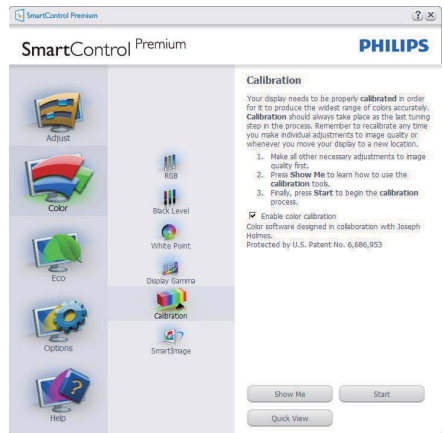 SmartControl Premium
SmartControl Premium
PHILIPS
Adjust
Color
Eco
Options
Help
RGB
Black Level
White Point
Display Gamma
Calibration
SmartImage
Calibration
Your display needs to be properly calibrated in order
for it to produce the widest range of colors accurately.
Calibration should always take place as the last tuning
step in the process. Remember to recalibrate any time
you make individual adjustments to image quality or
whenever you move your display to a new location.
1. Make all other necessary adjustments to image
quality first.
2. Press Show Me to learn how to use the
calibration tools.
3. Finally, press Start to begin the calibration
process.
Enable color calibration
Color software designed in collaboration with Joseph
Holmes.
Protected by U.S. Patent No. 6,686,953
Show Me
Start
Quick View